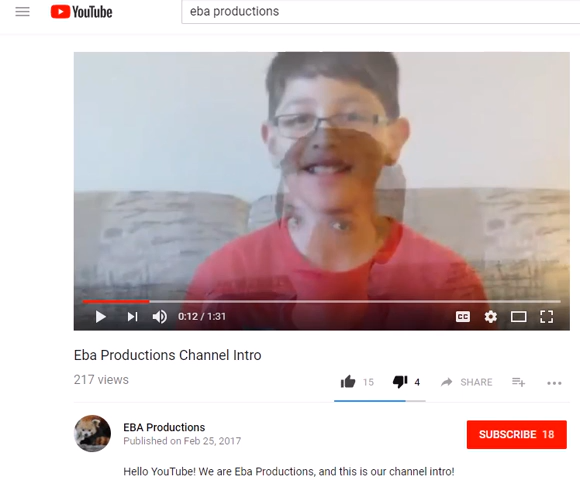 YouTube
eba productions
0:12 / 1:31
CC
Eba Productions Channel Intro
217 views
15
4
SHARE
EBA Productions
Published on Feb 25, 2017
SUBSCRIBE 18
Hello YouTube! We are Eba Productions, and this is our channel intro!